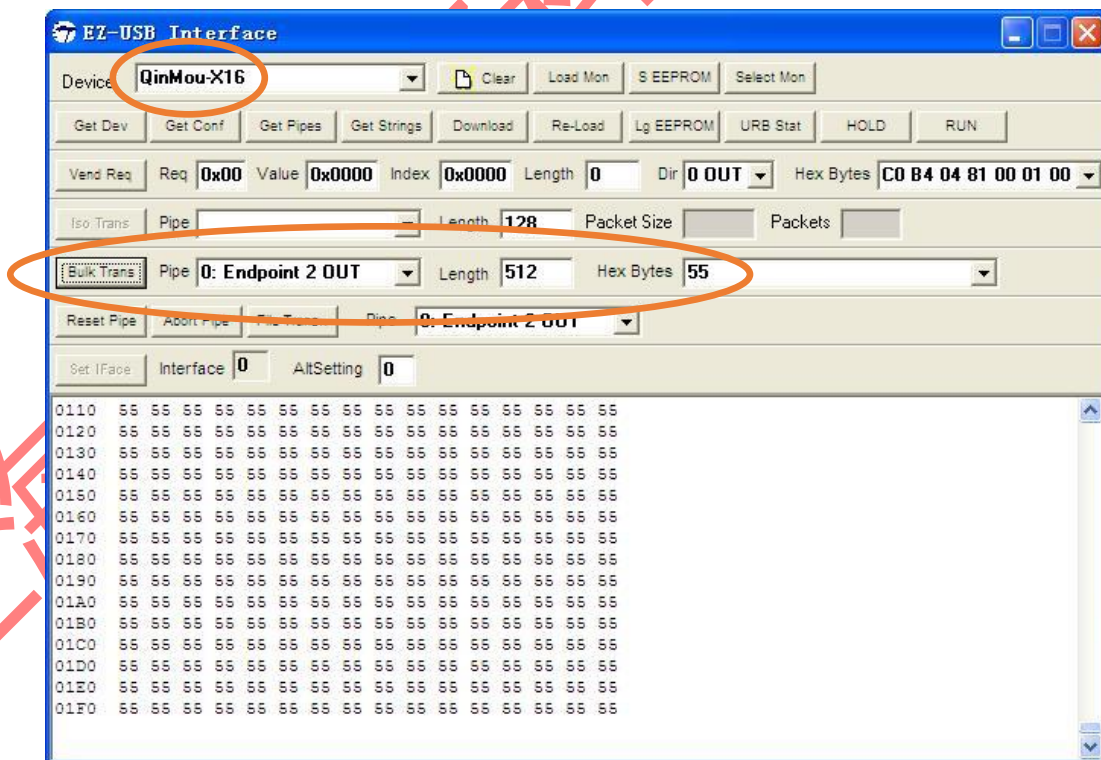 EZ-USB Interface
Device QinMou-X16 Clear Load Mon S EEPROM Select Mon
Get Dev Get Conf Get Pipes Get Strings Download Re-Load Lg EEPROM URB Stat HOLD RUN
Vend Req Req 0x00 Value 0x0000 Index 0x0000 Length 0 Dir 0 OUT Hex Bytes C0 B4 04 81 00 01 00
Iso Trans Pipe Length 128 Packet Size Packets
Bulk Trans Pipe 0: Endpoint 2 OUT Length 512 Hex Bytes 55
Reset Pipe Abort Pipe Pipe 0: Endpoint 2 OUT
Set IFace Interface 0 AltSetting 0
0110 55 55 55 55 55 55 55 55 55 55 55 55 55 55 55 55
0120 55 55 55 55 55 55 55 55 55 55 55 55 55 55 55 55
0130 55 55 55 55 55 55 55 55 55 55 55 55 55 55 55 55
0140 55 55 55 55 55 55 55 55 55 55 55 55 55 55 55 55
0150 55 55 55 55 55 55 55 55 55 55 55 55 55 55 55 55
0160 55 55 55 55 55 55 55 55 55 55 55 55 55 55 55 55
0170 55 55 55 55 55 55 55 55 55 55 55 55 55 55 55 55
0180 55 55 55 55 55 55 55 55 55 55 55 55 55 55 55 55
0190 55 55 55 55 55 55 55 55 55 55 55 55 55 55 55 55
01A0 55 55 55 55 55 55 55 55 55 55 55 55 55 55 55 55
01B0 55 55 55 55 55 55 55 55 55 55 55 55 55 55 55 55
01C0 55 55 55 55 55 55 55 55 55 55 55 55 55 55 55 55
01D0 55 55 55 55 55 55 55 55 55 55 55 55 55 55 55 55
01E0 55 55 55 55 55 55 55 55 55 55 55 55 55 55 55 55
01F0 55 55 55 55 55 55 55 55 55 55 55 55 55 55 55 55